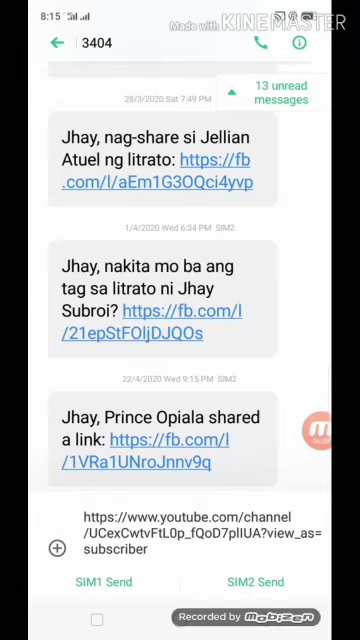 8:15
Made with KINEMASTER
3404
13 unread
messages
28/3/2020 Sat 7:49 PM
Jhay, nag-share si Jellian
Atuel ng litrato: https://fb
.com/l/aEm1G3OQci4yvp
1/4/2020 Wed 6:34 PM SIM2
Jhay, nakita mo ba ang
tag sa litrato ni Jhay
Subroi? https://fb.com/l
/21epStFOljDJQOs
22/4/2020 Wed 9:15 PM SIM2
Jhay, Prince Opiala shared
a link: https://fb.com/l
/1VRa1UNroJnnv9q
https://www.youtube.com/channel
/UCexCwtvFtL0p_fQoD7plIUA?view_as=
subscriber
SIM1 Send
SIM2 Send
Recorded by mobizen